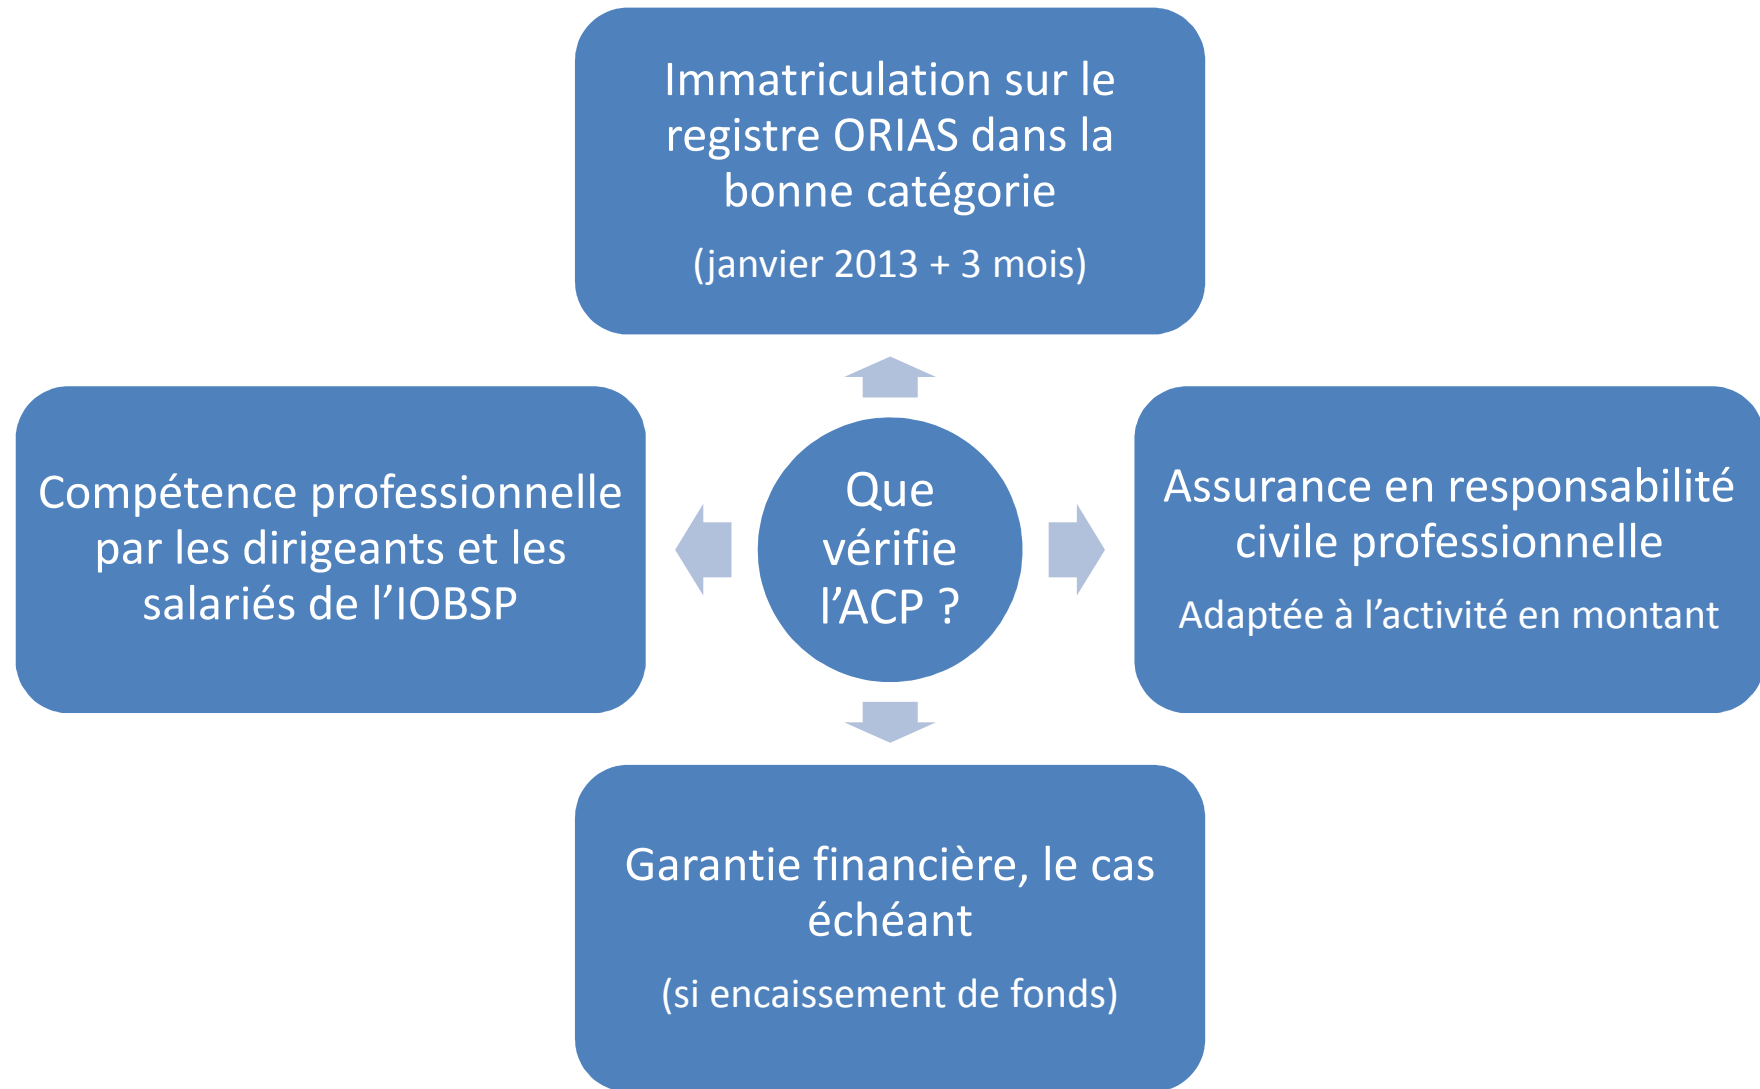 Immatriculation sur le
registre ORIAS dans la
bonne catégorie
(janvier 2013 + 3 mois)
Compétence professionnelle
par les dirigeants et les
salariés de l’IOBSP
Que
vérifie
l’ACP ?
Assurance en responsabilité
civile professionnelle
Adaptée à l’activité en montant
Garantie financière, le cas
échéant
(si encaissement de fonds)